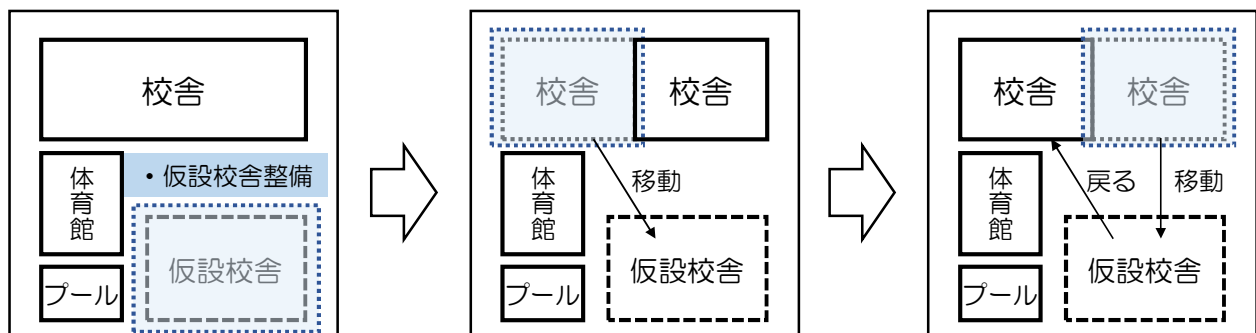 校舎
体育館
・仮設校舎整備
仮設校舎
プール
校舎
校舎
体育館
移動
仮設校舎
プール
校舎
校舎
体育館
戻る
移動
仮設校舎
プール